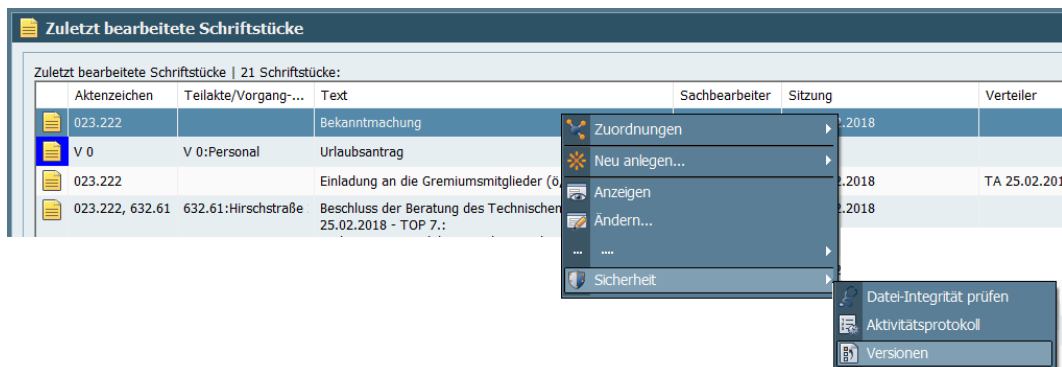 Zuletzt bearbeitete Schriftstücke
Zuletzt bearbeitete Schriftstücke | 21 Schriftstücke:
Aktenzeichen Teilakte/Vorgang-... Text Sachbearbeiter Sitzung Verteiler
023.222 Bekanntmachung 2.2018
Zuordnungen
V 0 V 0:Personal Urlaubsantrag
Neu anlegen...
023.222 Einladung an die Gremiumsmitglieder (ö, 2.2018 TA 25.02.201
Anzeigen
023.222, 632.61 632.61:Hirschstraße Beschluss der Beratung des Technischen 2.2018
25.02.2018 - TOP 7.:
Ändern...
... ....
Sicherheit
Datei-Integrität prüfen
Aktivitätsprotokoll
Versionen